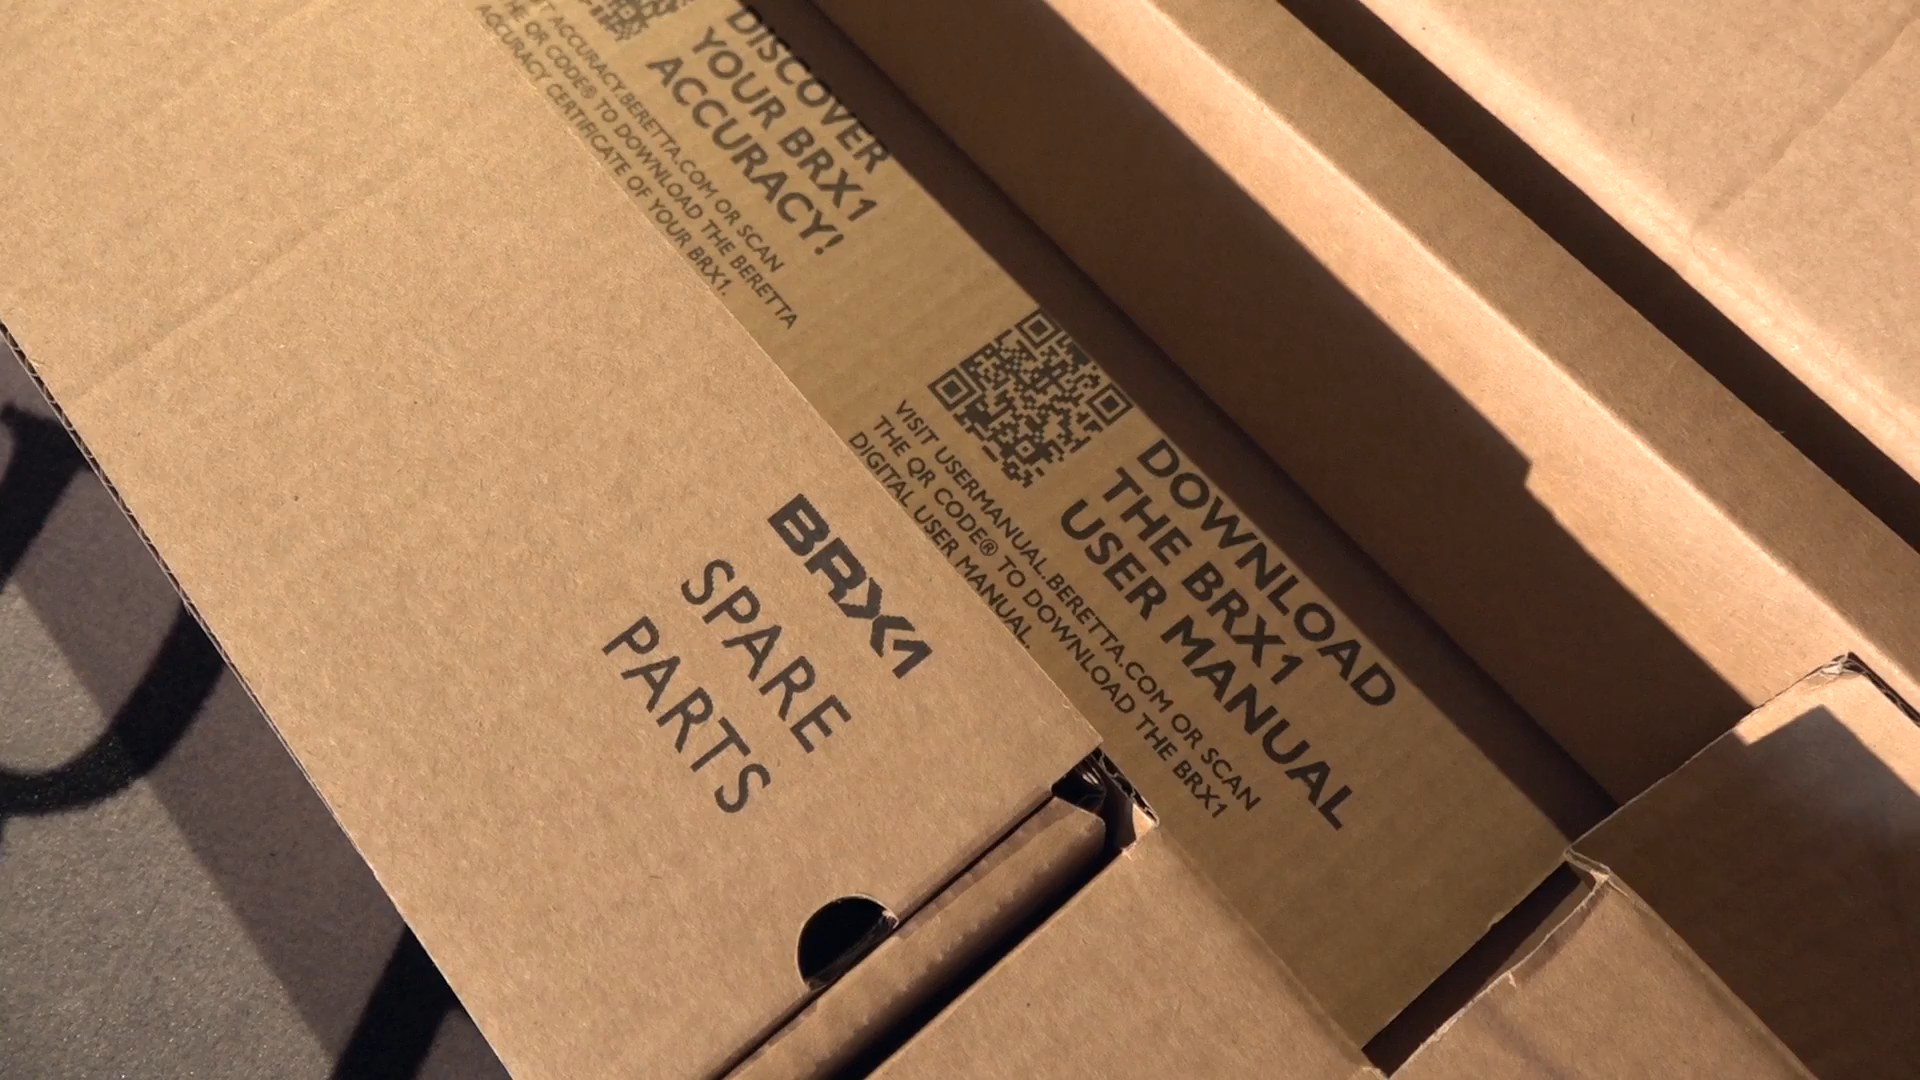 DISCOVER
YOUR BRX1
ACCURACY!
ACCURACY.BERETTA.COM OR SCAN
QR CODE® TO DOWNLOAD THE BERETTA
ACCURACY CERTIFICATE OF YOUR BRX1.
DOWNLOAD
THE BRX1
USER MANUAL
VISIT USERMANUAL.BERETTA.COM OR SCAN
THE QR CODE® TO DOWNLOAD THE BRX1
DIGITAL USER MANUAL.
BRX1
SPARE
PARTS